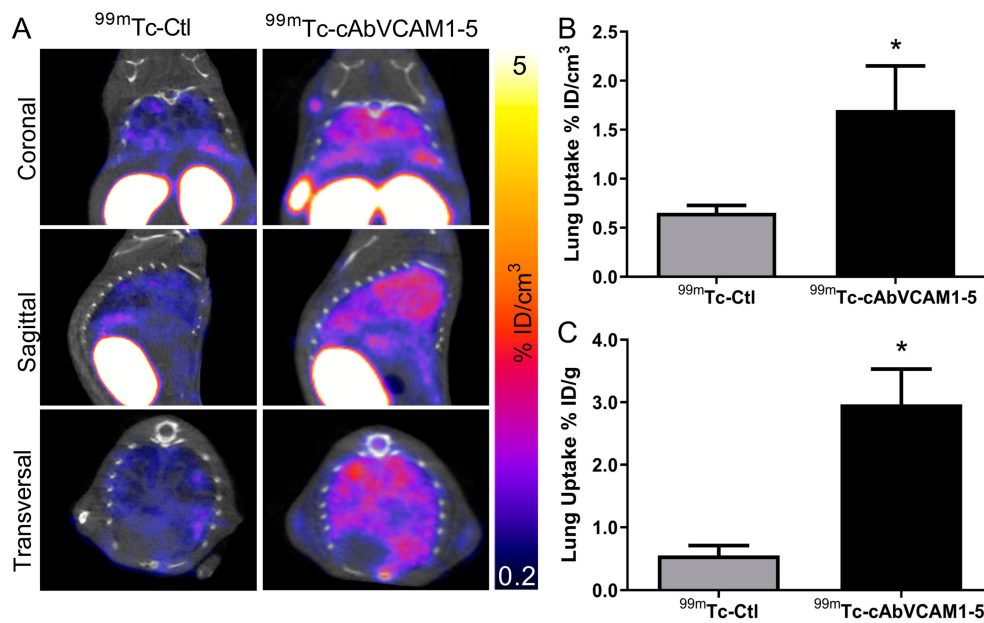 A
⁹⁹ᵐTc-Ctl
⁹⁹ᵐTc-cAbVCAM1-5
Coronal
Sagittal
Transversal
5
% ID/cm³
0.2
B
Lung Uptake % ID/cm³
2.5
2.0
1.5
1.0
0.5
0.0
*
⁹⁹ᵐTc-Ctl
⁹⁹ᵐTc-cAbVCAM1-5
C
Lung Uptake % ID/g
4.0
3.0
2.0
1.0
0.0
*
⁹⁹ᵐTc-Ctl
⁹⁹ᵐTc-cAbVCAM1-5